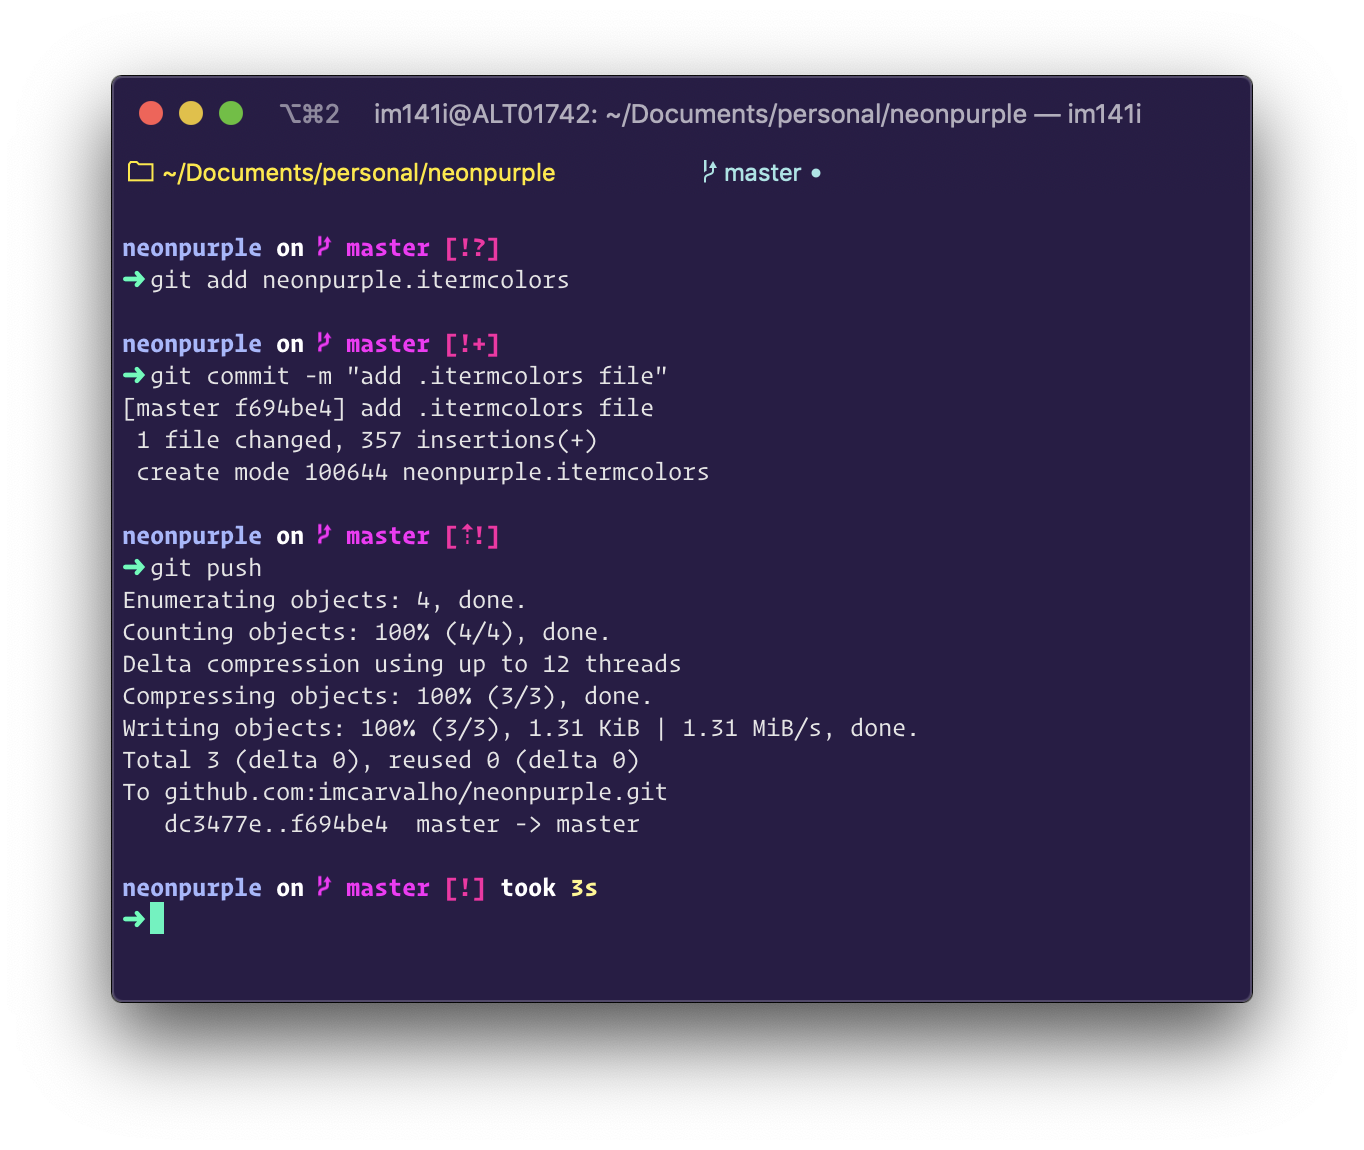 ⌥⌘2 im141i@ALT01742: ~/Documents/personal/neonpurple — im141i
~/Documents/personal/neonpurple master •
neonpurple on master [!?]
➜ git add neonpurple.itermcolors
neonpurple on master [!+]
➜ git commit -m "add .itermcolors file"
[master f694be4] add .itermcolors file
1 file changed, 357 insertions(+)
create mode 100644 neonpurple.itermcolors
neonpurple on master [⇡!]
➜ git push
Enumerating objects: 4, done.
Counting objects: 100% (4/4), done.
Delta compression using up to 12 threads
Compressing objects: 100% (3/3), done.
Writing objects: 100% (3/3), 1.31 KiB | 1.31 MiB/s, done.
Total 3 (delta 0), reused 0 (delta 0)
To github.com:imcarvalho/neonpurple.git
dc3477e..f694be4  master -> master
neonpurple on master [!] took 3s
➜